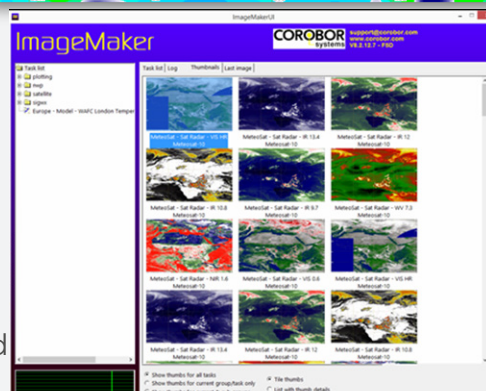 ImageMakerUI
ImageMaker
COROBOR
systems
support@corobor.com
www.corobor.com
Task list
plotting
nwp
satellite
sigwx
Europe - Model - WAFC London Temper
Task list Log Thumbnails Last image
MeteoSat - Sat Radar - VIS HR
Meteosat-10
MeteoSat - Sat Radar - IR 13.4
Meteosat-10
MeteoSat - Sat Radar - IR 12
Meteosat-10
MeteoSat - Sat Radar - IR 10.8
Meteosat-10
MeteoSat - Sat Radar - IR 9.7
Meteosat-10
MeteoSat - Sat Radar - WV 7.3
Meteosat-10
MeteoSat - Sat Radar - NIR 1.6
Meteosat-10
MeteoSat - Sat Radar - VIS 0.6
Meteosat-10
MeteoSat - Sat Radar - VIS HR
Meteosat-10
MeteoSat - Sat Radar - IR 13.4
Meteosat-10
MeteoSat - Sat Radar - IR 12
Meteosat-10
MeteoSat - Sat Radar - IR 10.8
Meteosat-10
Show thumbs for all tasks
Show thumbs for current group/task only
Tile thumbs
List with thumb details